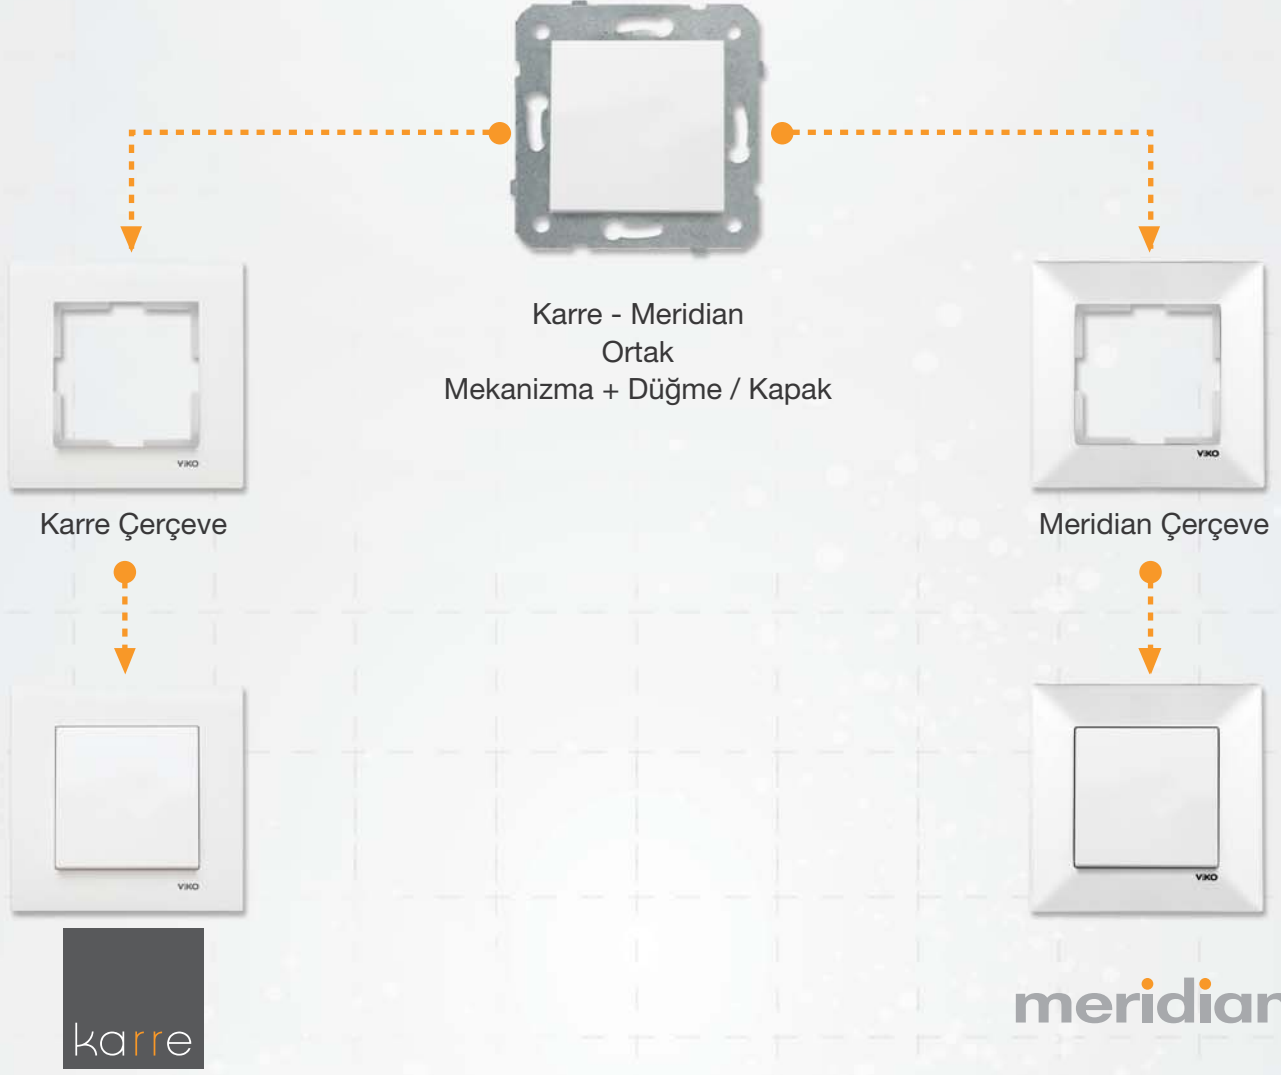 Karre - Meridian
Ortak
Mekanizma + Düğme / Kapak
VIKO
VIKO
Karre Çerçeve
Meridian Çerçeve
VIKO
VIKO
karre
meridian